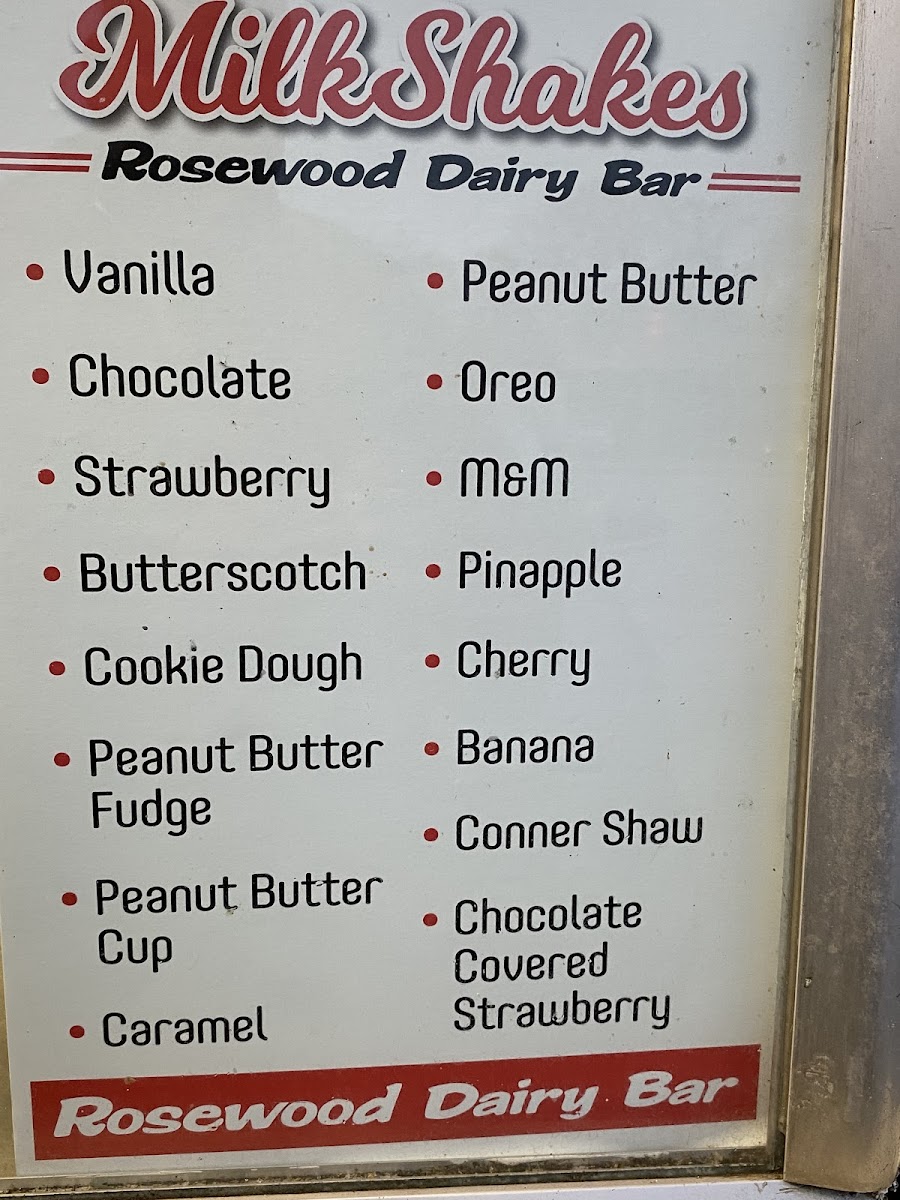 MilkShakes
Rosewood Dairy Bar
• Vanilla
• Chocolate
• Strawberry
• Butterscotch
• Cookie Dough
• Peanut Butter
Fudge
• Peanut Butter
Cup
• Caramel
• Peanut Butter
• Oreo
• M&M
• Pinapple
• Cherry
• Banana
• Conner Shaw
• Chocolate
Covered
Strawberry
Rosewood Dairy Bar